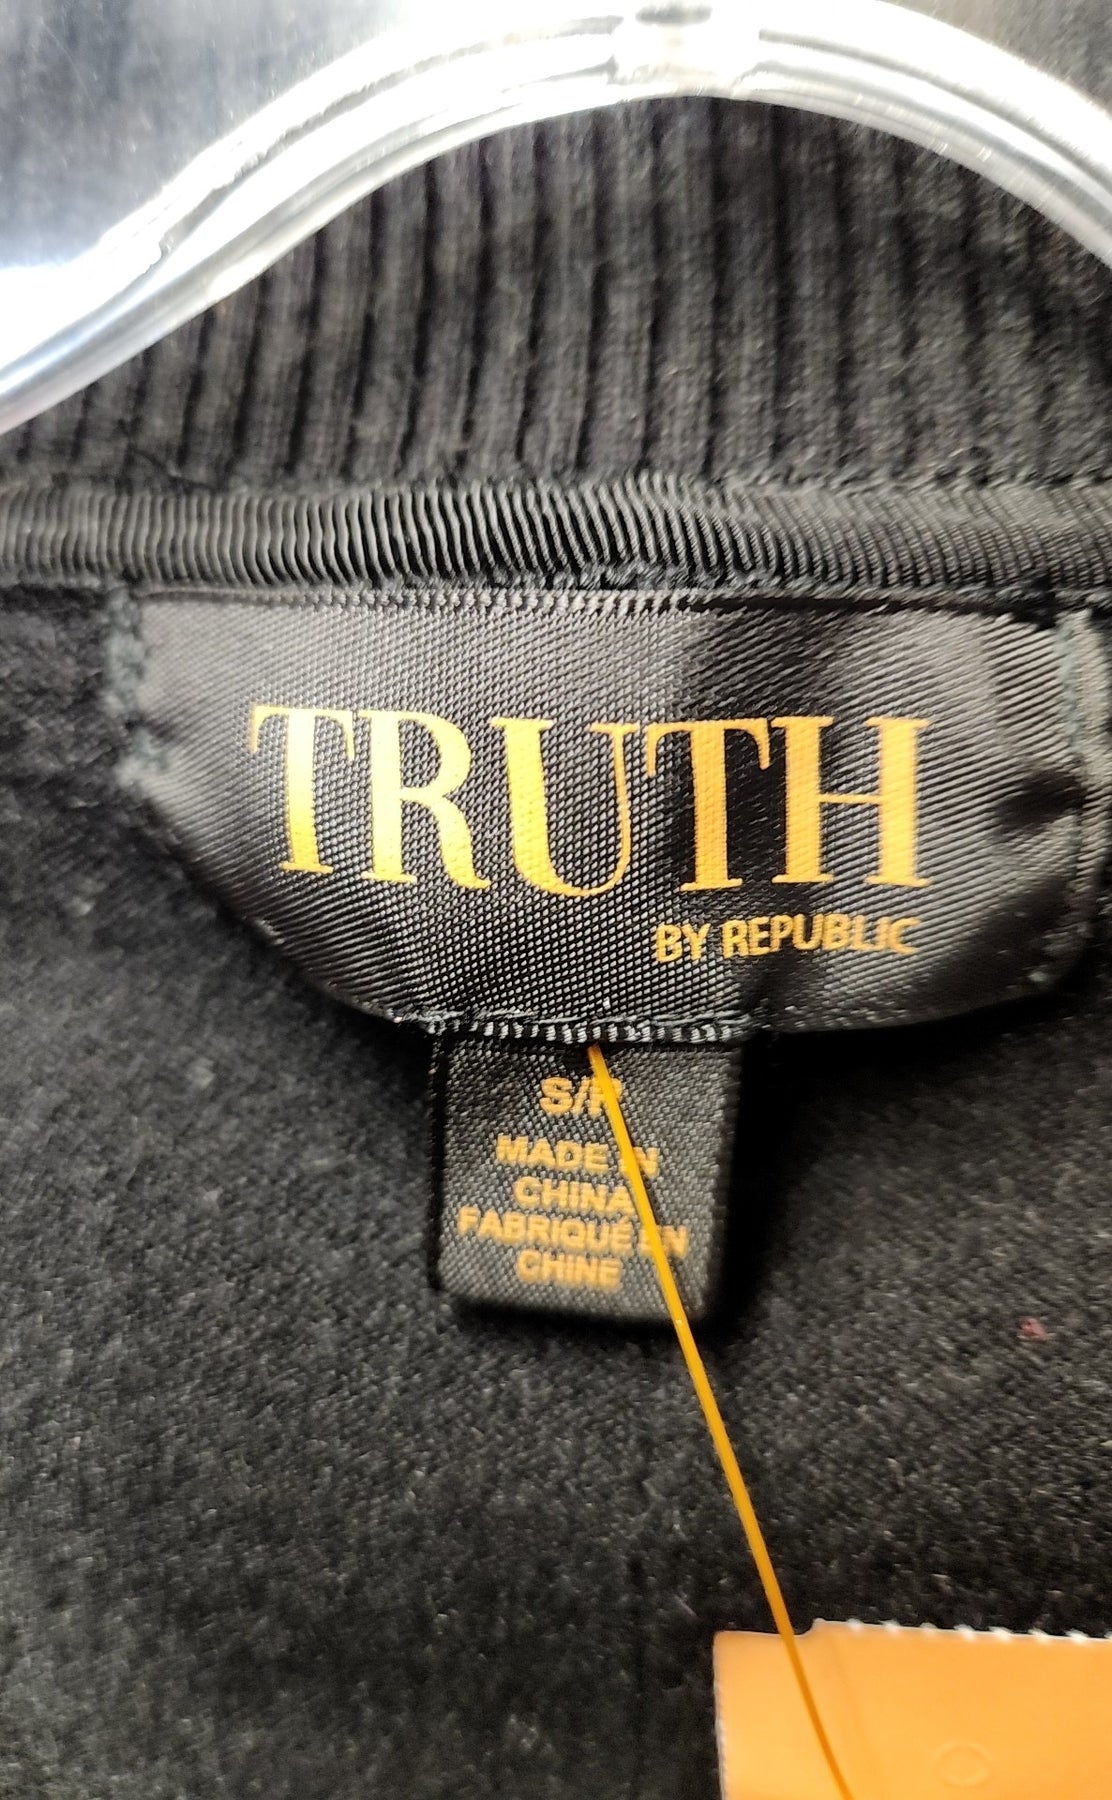 TRUTH
BY REPUBLIC
S/P
MADE IN
CHINA
FABRIQUÉ EN
CHINE